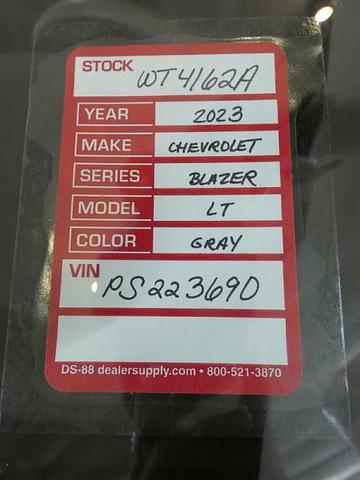 STOCK WT4162A
YEAR 2023
MAKE CHEVROLET
SERIES BLAZER
MODEL LT
COLOR GRAY
VIN PS223690
DS-88 dealersupply.com • 800-521-3870